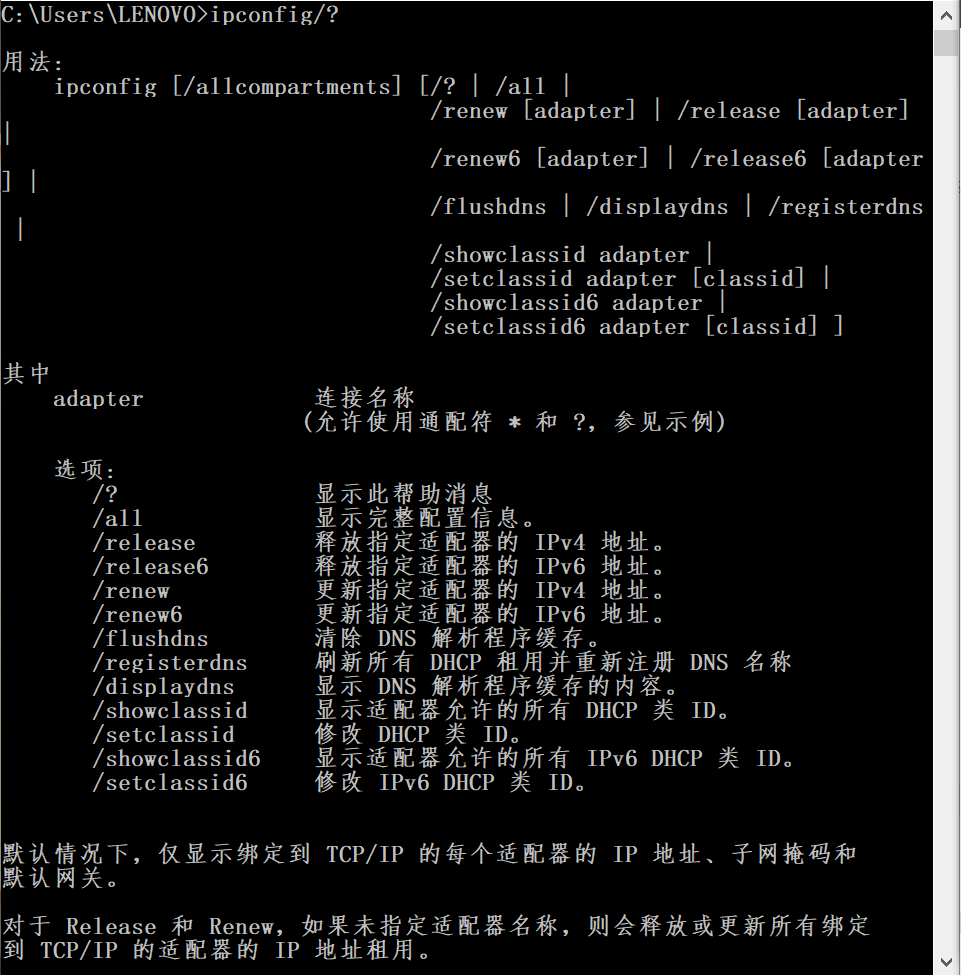 C:\Users\LENOVO>ipconfig/?
用法:
ipconfig [/allcompartments] [/? | /all |
/renew [adapter] | /release [adapter]
|
/renew6 [adapter] | /release6 [adapter
] |
/flushdns | /displaydns | /registerdns
|
/showclassid adapter |
/setclassid adapter [classid] |
/showclassid6 adapter |
/setclassid6 adapter [classid] ]
其中
adapter 连接名称
(允许使用通配符 * 和 ?，参见示例)
选项:
/? 显示此帮助消息
/all 显示完整配置信息。
/release 释放指定适配器的 IPv4 地址。
/release6 释放指定适配器的 IPv6 地址。
/renew 更新指定适配器的 IPv4 地址。
/renew6 更新指定适配器的 IPv6 地址。
/flushdns 清除 DNS 解析程序缓存。
/registerdns 刷新所有 DHCP 租用并重新注册 DNS 名称
/displaydns 显示 DNS 解析程序缓存的内容。
/showclassid 显示适配器允许的所有 DHCP 类 ID。
/setclassid 修改 DHCP 类 ID。
/showclassid6 显示适配器允许的所有 IPv6 DHCP 类 ID。
/setclassid6 修改 IPv6 DHCP 类 ID。
默认情况下，仅显示绑定到 TCP/IP 的每个适配器的 IP 地址、子网掩码和
默认网关。
对于 Release 和 Renew，如果未指定适配器名称，则会释放或更新所有绑定
到 TCP/IP 的适配器的 IP 地址租用。